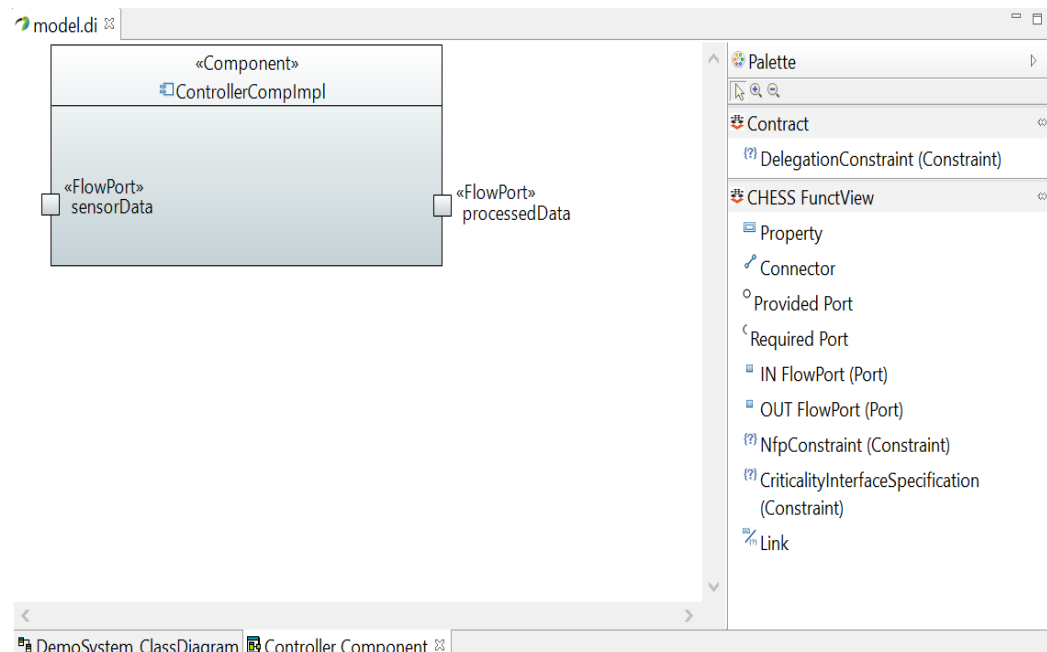 model.di
«Component»
ControllerCompImpl
«FlowPort»
sensorData
«FlowPort»
processedData
Palette
Contract
{?} DelegationConstraint (Constraint)
CHESS FunctView
Property
Connector
Provided Port
Required Port
IN FlowPort (Port)
OUT FlowPort (Port)
{?} NfpConstraint (Constraint)
{?} CriticalityInterfaceSpecification
(Constraint)
Link
DemoSystem_ClassDiagram
Controller Component